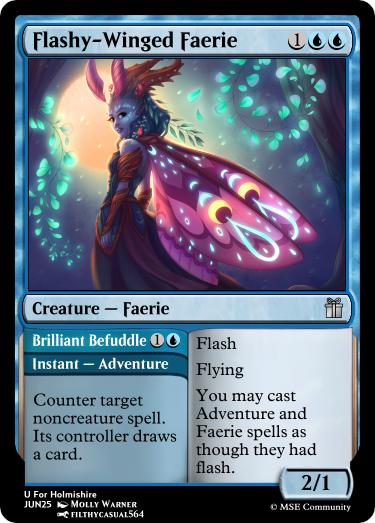 Flashy-Winged Faerie 1
Creature — Faerie
Brilliant Befuddle 1
Instant — Adventure
Counter target
noncreature spell.
Its controller draws
a card.
Flash
Flying
You may cast
Adventure and
Faerie spells as
though they had
flash.
2/1
U For Holmishire
JUN25 Molly Warner
filthycasual564
© MSE Community